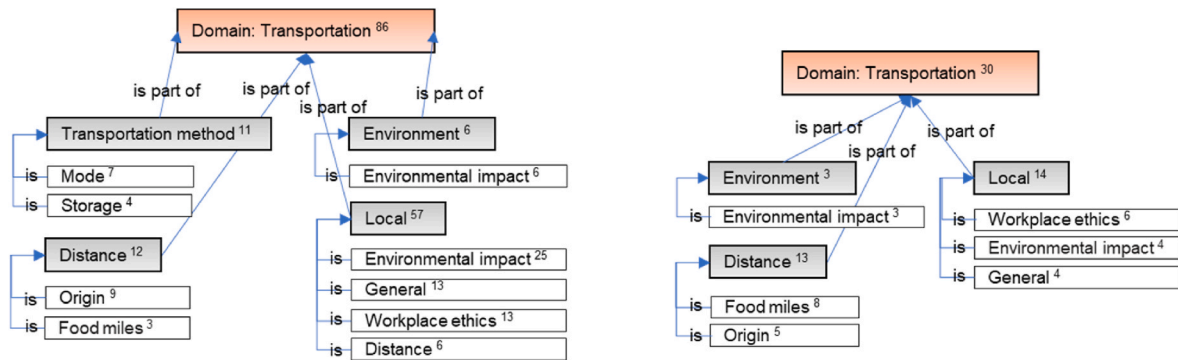 Domain: Transportation 86
is part of
is part of
is part of
is part of
Transportation method 11
is Mode 7
is Storage 4
Distance 12
is Origin 9
is Food miles 3
Environment 6
is Environmental impact 6
Local 57
is Environmental impact 25
is General 13
is Workplace ethics 13
is Distance 6
Domain: Transportation 30
is part of
is part of
is part of
Environment 3
is Environmental impact 3
Distance 13
is Food miles 8
is Origin 5
Local 14
is Workplace ethics 6
is Environmental impact 4
is General 4